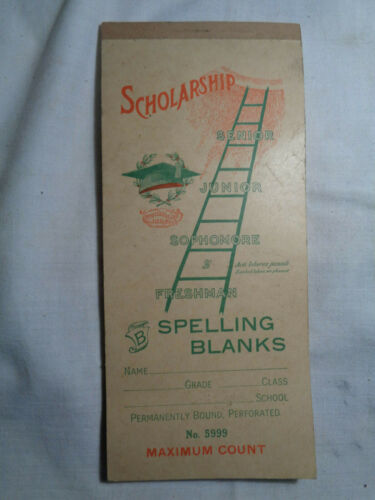 SCHOLARSHIP
SENIOR
JUNIOR
SOPHOMORE
FRESHMAN
B
SPELLING
BLANKS
NAME
GRADE CLASS
SCHOOL
PERMANENTLY BOUND, PERFORATED.
No. 5999
MAXIMUM COUNT